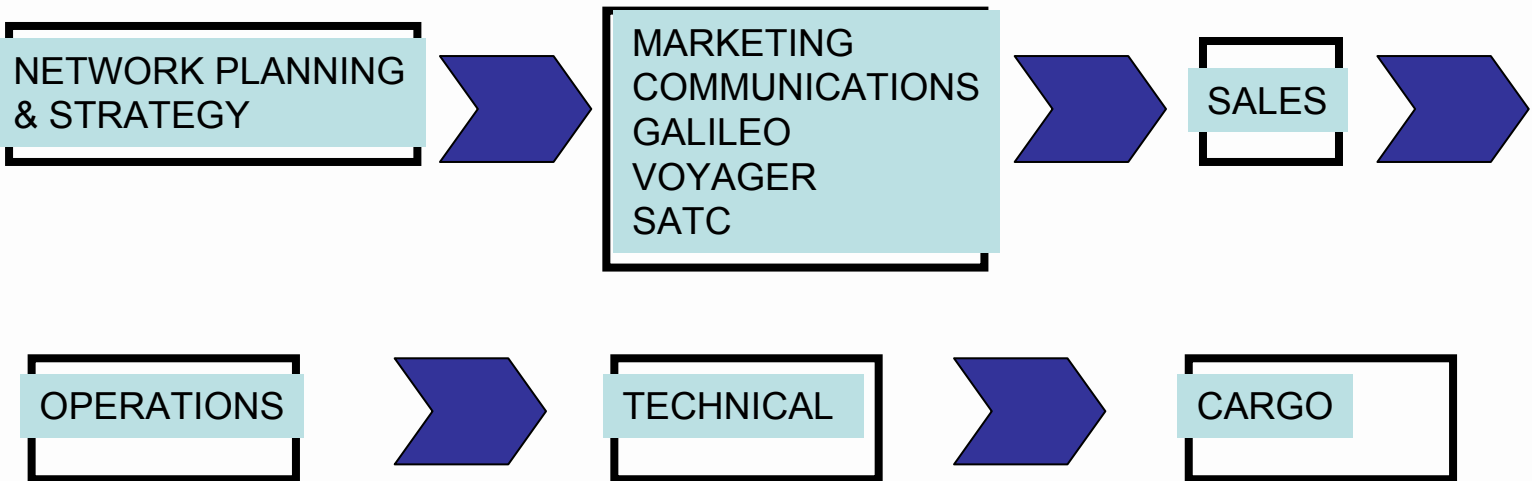 NETWORK PLANNING
& STRATEGY
MARKETING
COMMUNICATIONS
GALILEO
VOYAGER
SATC
SALES
OPERATIONS
TECHNICAL
CARGO